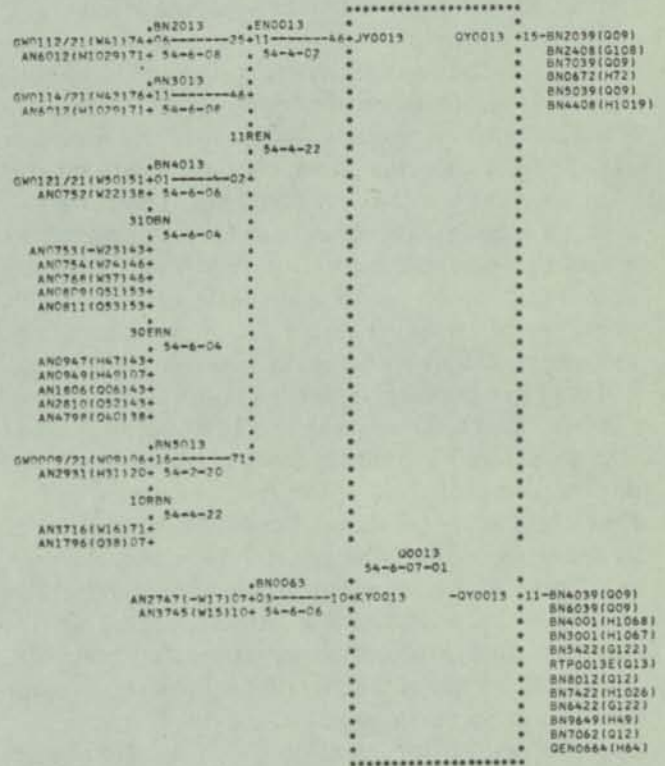 *********************
.BN2013 .EN0013
GW0112/21(W41)74+06-------25+11-------46+JY0013 QY0013 +15-BN2039(Q09)
AN6012(H1029)71+ 54-6-08 . 54-4-02 BN2408(G108)
BN7039(Q09)
.BN3013 BN0672(H72)
GW0114/21(W42)76+11-------48+ BN5039(Q09)
AN6012(H1029)71+ 54-6-08 BN4408(H1019)
11REN
. 54-4-22
.BN4013
GW0121/21(W50)51+01-------02+
AN0752(W22)38+ 54-6-06
31DBN
. 54-6-04
AN0753(-W23)43+
AN0754(W24)46+
AN0768(W37)46+
AN0809(Q51)53+
AN0811(Q53)53+
30EBN
. 54-6-04
AN0947(H47)43+
AN0949(H49)07+
AN1806(Q06)43+
AN2810(Q52)43+
AN4798(Q40)38+
.BN5013
GW0009/21(W09)06+16-------71+
AN2931(H31)20+ 54-2-20
10RBN
. 54-4-22
AN3716(W16)71+
AN1796(Q38)07+
Q0013
54-6-07-01
.BN0063
AN2747(-W17)07+03-------10+KY0013 -QY0013 +11-BN4039(Q09)
AN3745(W15)10+ 54-6-06 BN6039(Q09)
BN4001(H1068)
BN3001(H1067)
BN5422(G122)
RTP0013E(Q13)
BN8012(Q12)
BN7422(H1026)
BN6422(G122)
BN9649(H49)
BN7062(Q12)
QEN0664(H64)
*********************